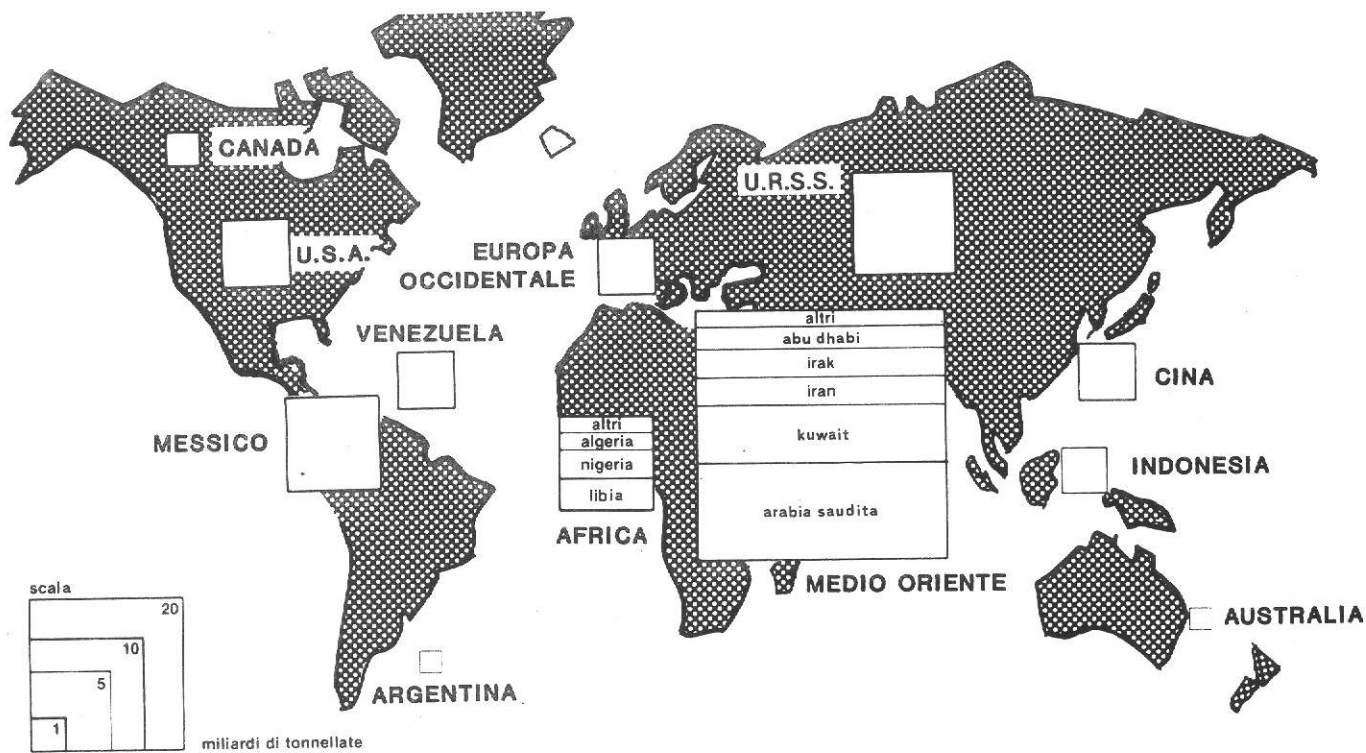 CANADA
U.R.S.S.
U.S.A.
EUROPA
OCCIDENTALE
VENEZUELA
MESSICO
altri
abu dhabi
irak
iran
kuwait
arabia saudita
MEDIO ORIENTE
altri
algeria
nigeria
libia
AFRICA
CINA
INDONESIA
AUSTRALIA
ARGENTINA
scala
20
10
5
1
miliardi di tonnellate